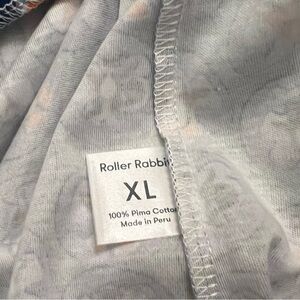 Roller Rabbi
XL
100% Pima Cotto
Made in Peru